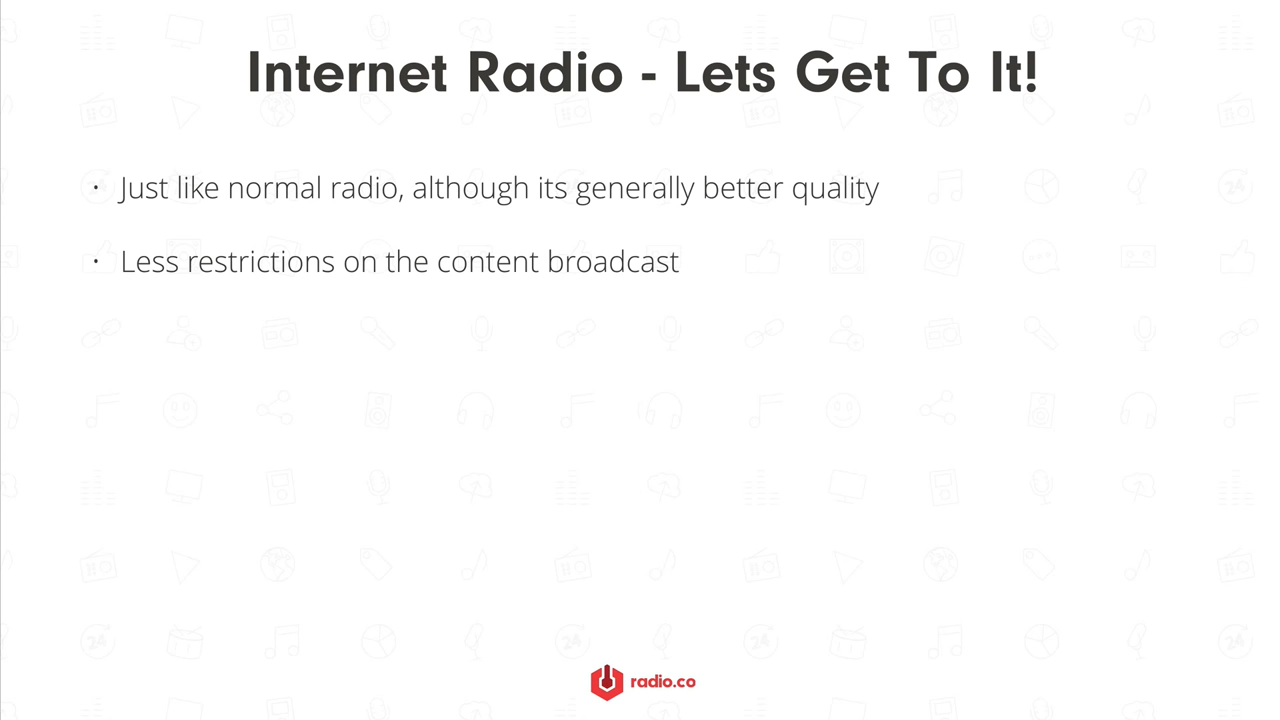 Internet Radio - Lets Get To It!
· Just like normal radio, although its generally better quality
· Less restrictions on the content broadcast
radio.co